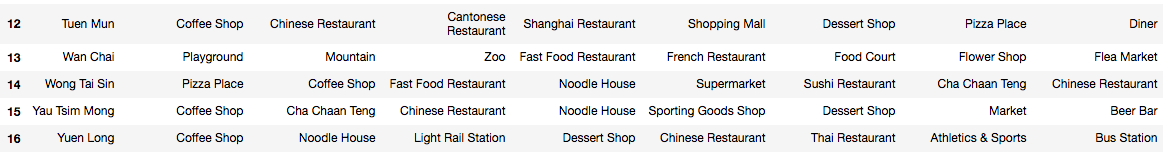 12 Tuen Mun Coffee Shop Chinese Restaurant Cantonese Restaurant Shanghai Restaurant Shopping Mall Dessert Shop Pizza Place Diner
13 Wan Chai Playground Mountain Zoo Fast Food Restaurant French Restaurant Food Court Flower Shop Flea Market
14 Wong Tai Sin Pizza Place Coffee Shop Fast Food Restaurant Noodle House Supermarket Sushi Restaurant Cha Chaan Teng Chinese Restaurant
15 Yau Tsim Mong Coffee Shop Cha Chaan Teng Chinese Restaurant Noodle House Sporting Goods Shop Dessert Shop Market Beer Bar
16 Yuen Long Coffee Shop Noodle House Light Rail Station Dessert Shop Chinese Restaurant Thai Restaurant Athletics & Sports Bus Station